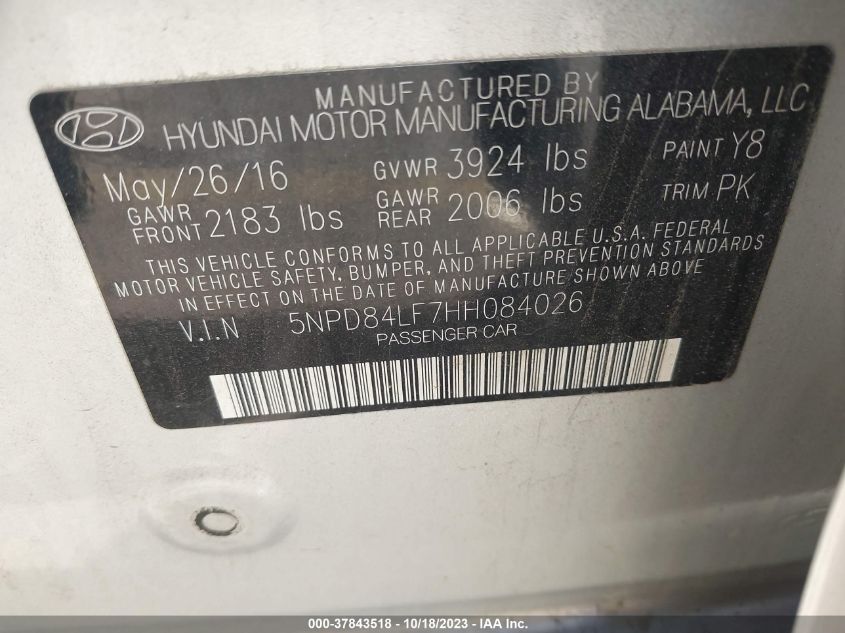 MANUFACTURED BY
HYUNDAI MOTOR MANUFACTURING ALABAMA, LLC
May/26/16 GVWR 3924 lbs PAINT Y8
GAWR FRONT 2183 lbs GAWR REAR 2006 lbs TRIM PK
THIS VEHICLE CONFORMS TO ALL APPLICABLE U.S.A. FEDERAL
MOTOR VEHICLE SAFETY, BUMPER, AND THEFT PREVENTION STANDARDS
IN EFFECT ON THE DATE OF MANUFACTURE SHOWN ABOVE
V.I.N 5NPD84LF7HH084026
PASSENGER CAR
000-37843518 - 10/18/2023 - IAA Inc.